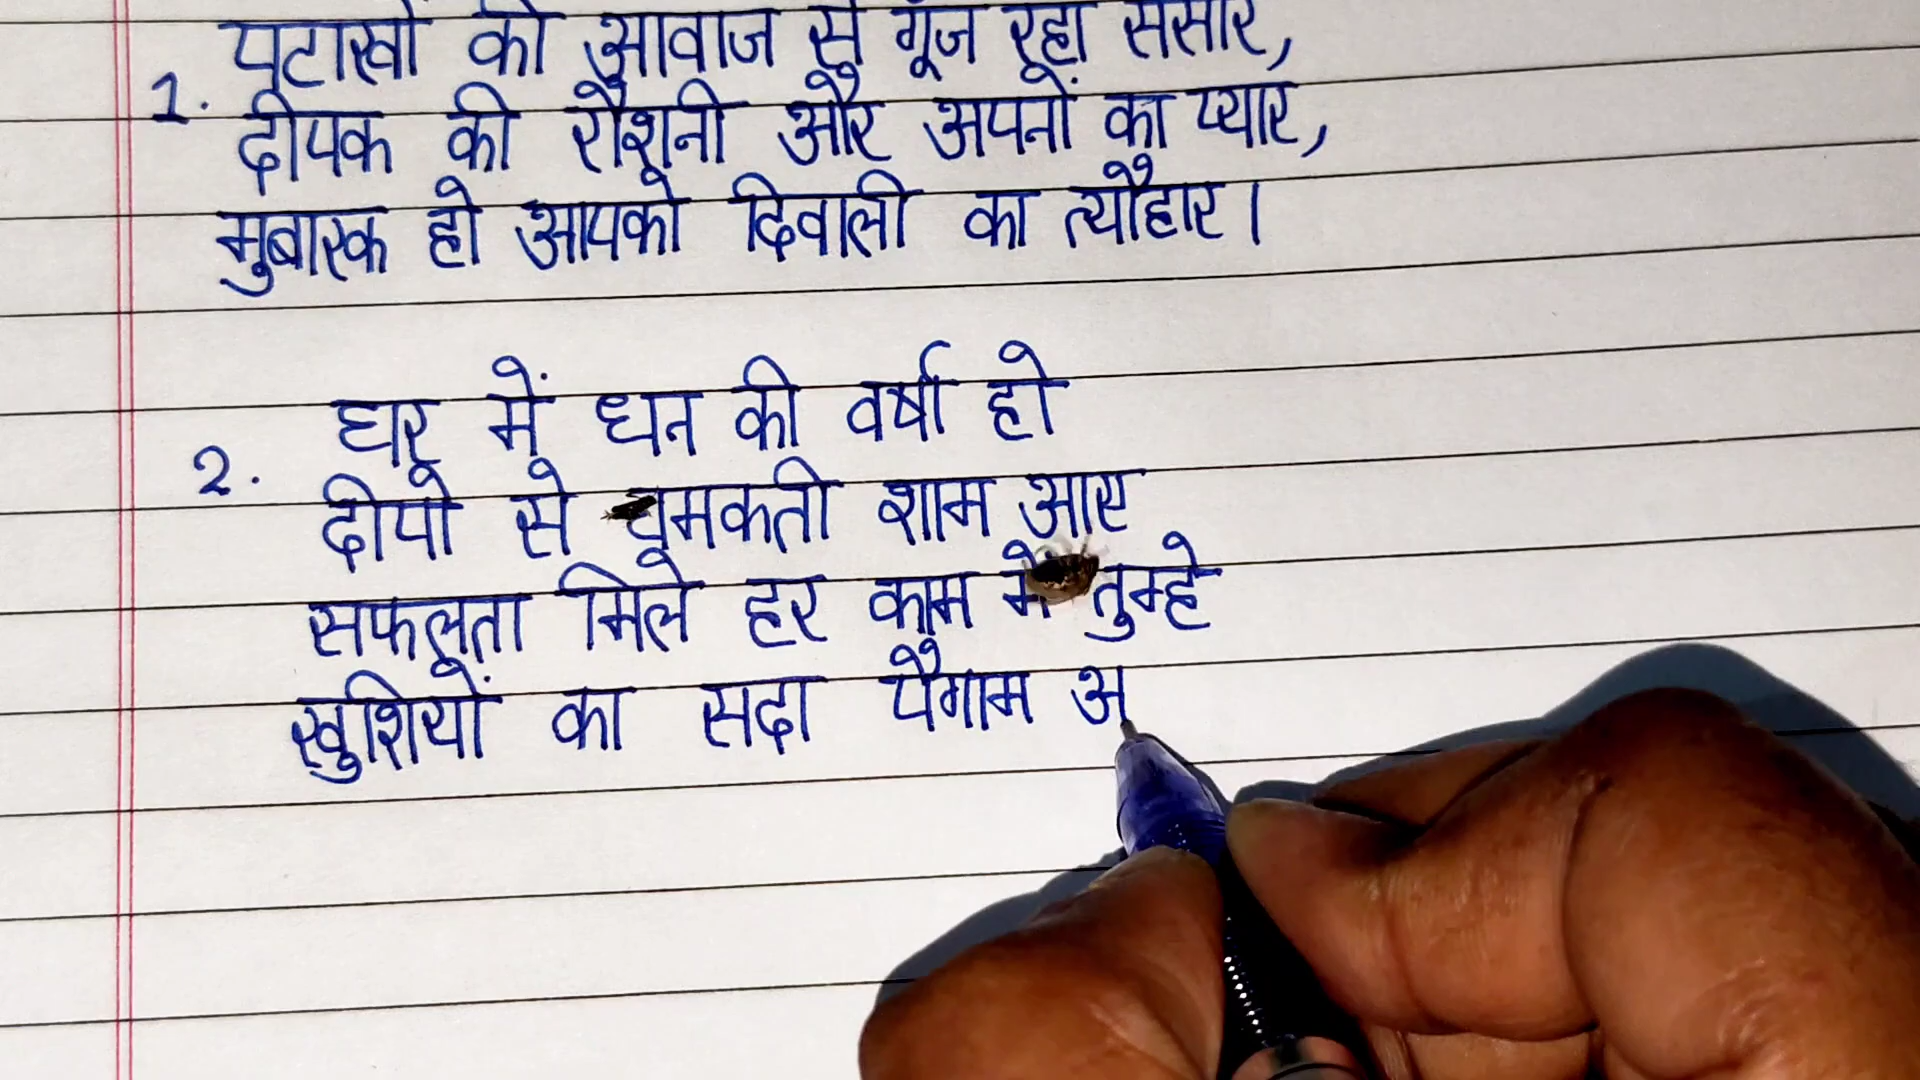 पटाखों की आवाज से गूँज रहा संसार,
1. दीपक की रौशनी और अपनों का प्यार,
मुबारक हो आपको दिवाली का त्यौहार।
घर में धन की वर्षा हो
2. दीपो से चमकती शाम आए
सफलता मिले हर काम मे तुम्हे
खुशियों का सदा पैगाम अ